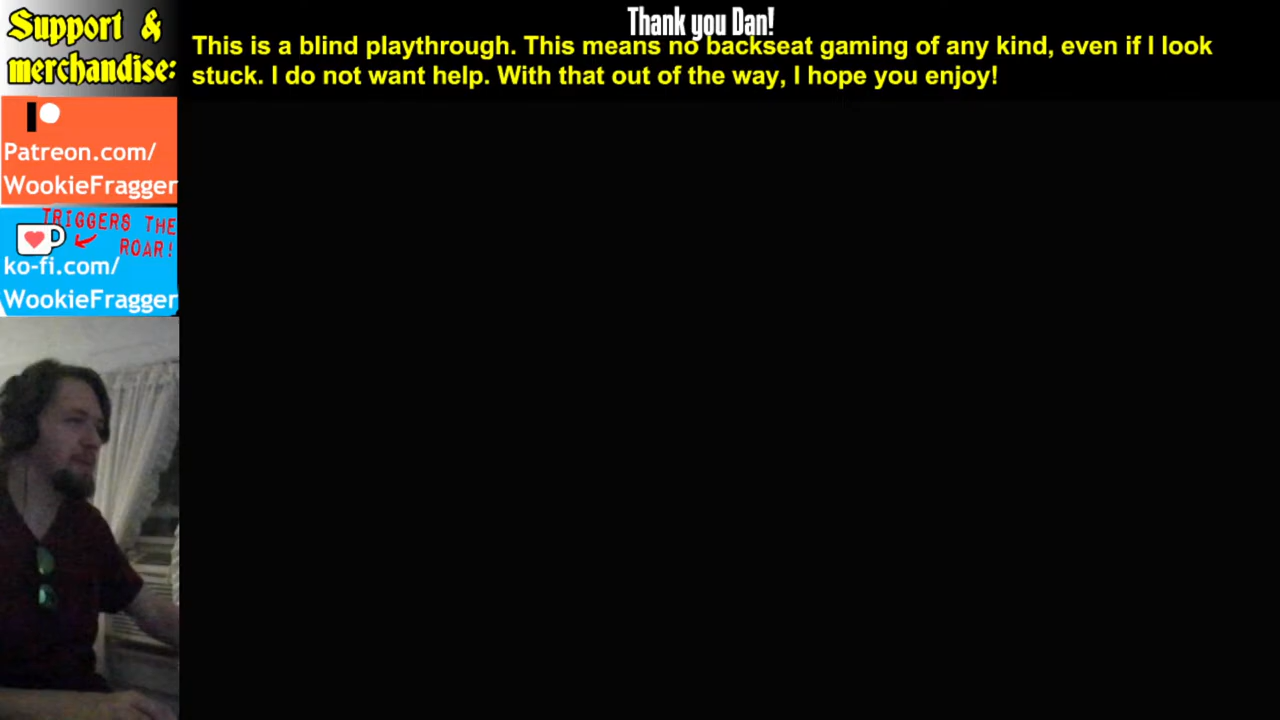 Support &
merchandise:
Thank you Dan!
This is a blind playthrough. This means no backseat gaming of any kind, even if I look
stuck. I do not want help. With that out of the way, I hope you enjoy!
Patreon.com/
WookieFragger
TRIGGERS THE
ROAR!
ko-fi.com/
WookieFragger